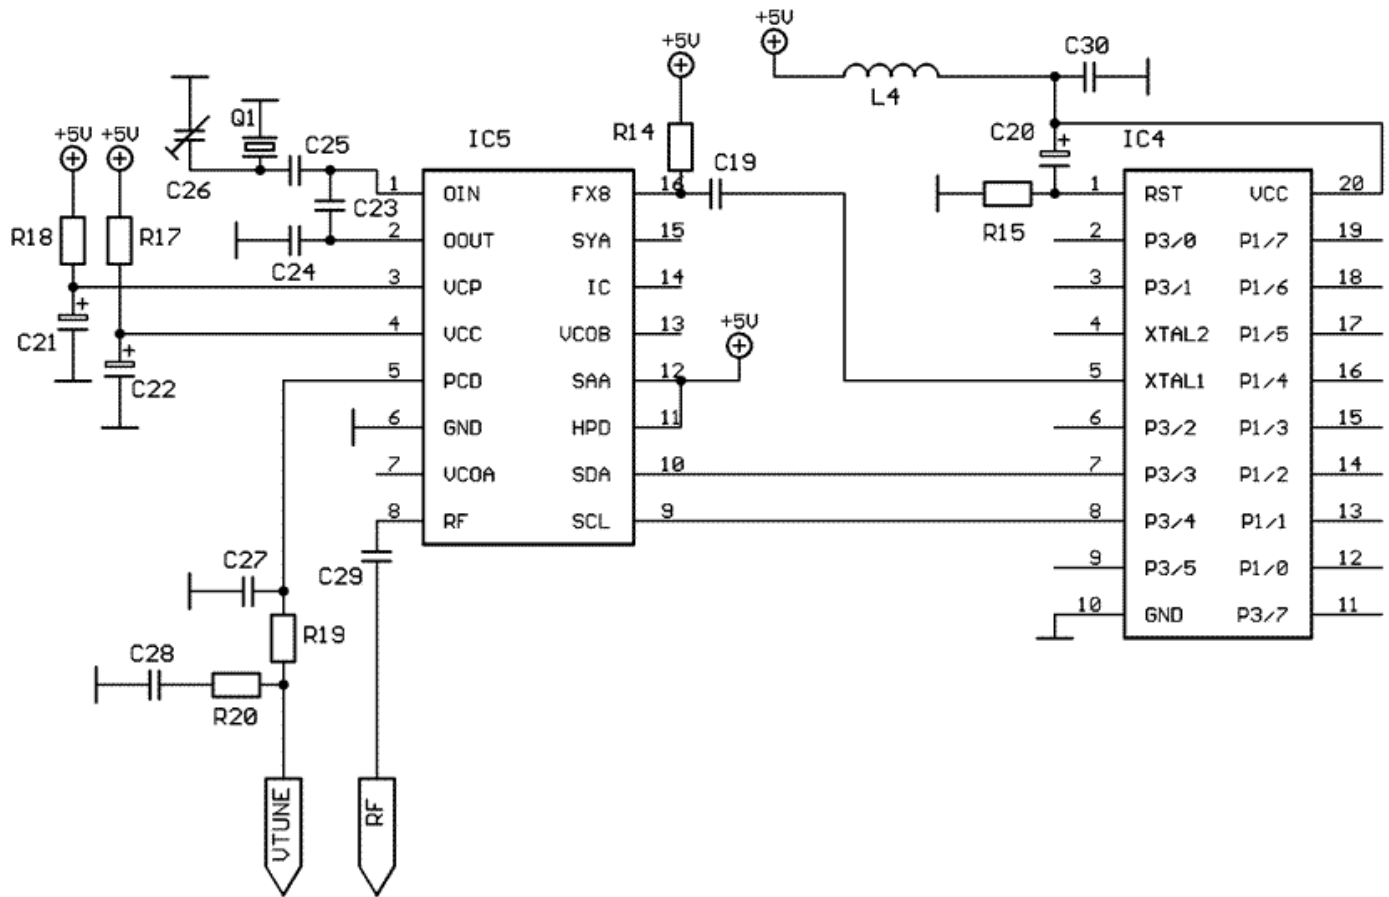 +5V
+5V
C30
L4
Q1
+5V
+5V
IC5
R14
C20
+
IC4
C25
C19
C26
C23
R18
R17
C24
R15
+
C21
+
C22
1 OIN FX8 16
2 OOUT SYA 15
3 VCP IC 14
4 VCC VCOB 13
5 PCD SAA 12
6 GND HPD 11
7 VCOA SDA 10
8 RF SCL 9
+5V
1 RST VCC 20
2 P3/0 P1/7 19
3 P3/1 P1/6 18
4 XTAL2 P1/5 17
5 XTAL1 P1/4 16
6 P3/2 P1/3 15
7 P3/3 P1/2 14
8 P3/4 P1/1 13
9 P3/5 P1/0 12
10 GND P3/7 11
C27
C29
R19
C28
R20
VTUNE
RF